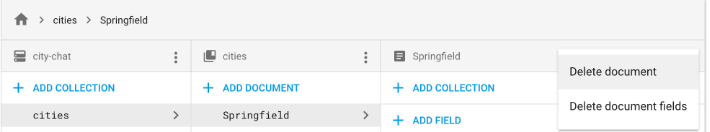 cities > Springfield
city-chat
cities
Springfield
+ ADD COLLECTION
+ ADD DOCUMENT
+ ADD COLLECTION
cities
Springfield
+ ADD FIELD
Delete document
Delete document fields